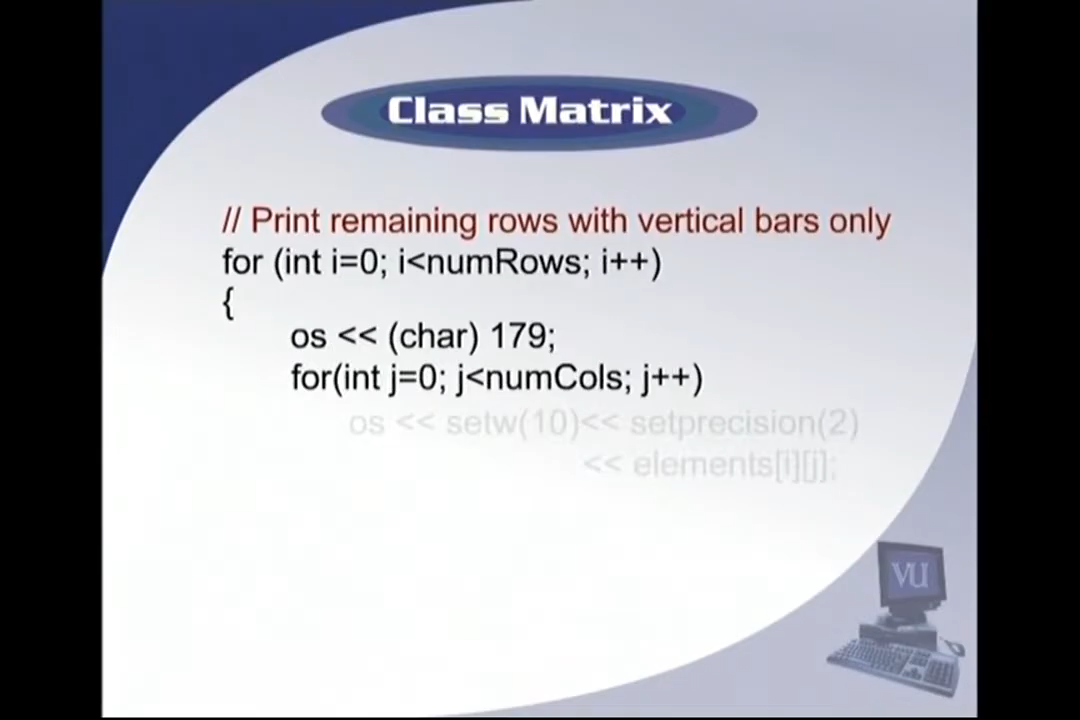 Class Matrix
// Print remaining rows with vertical bars only
for (int i=0; i<numRows; i++)
{
os << (char) 179;
for(int j=0; j<numCols; j++)
os << setw(10)<< setprecision(2)
<< elements[i][j];
VU